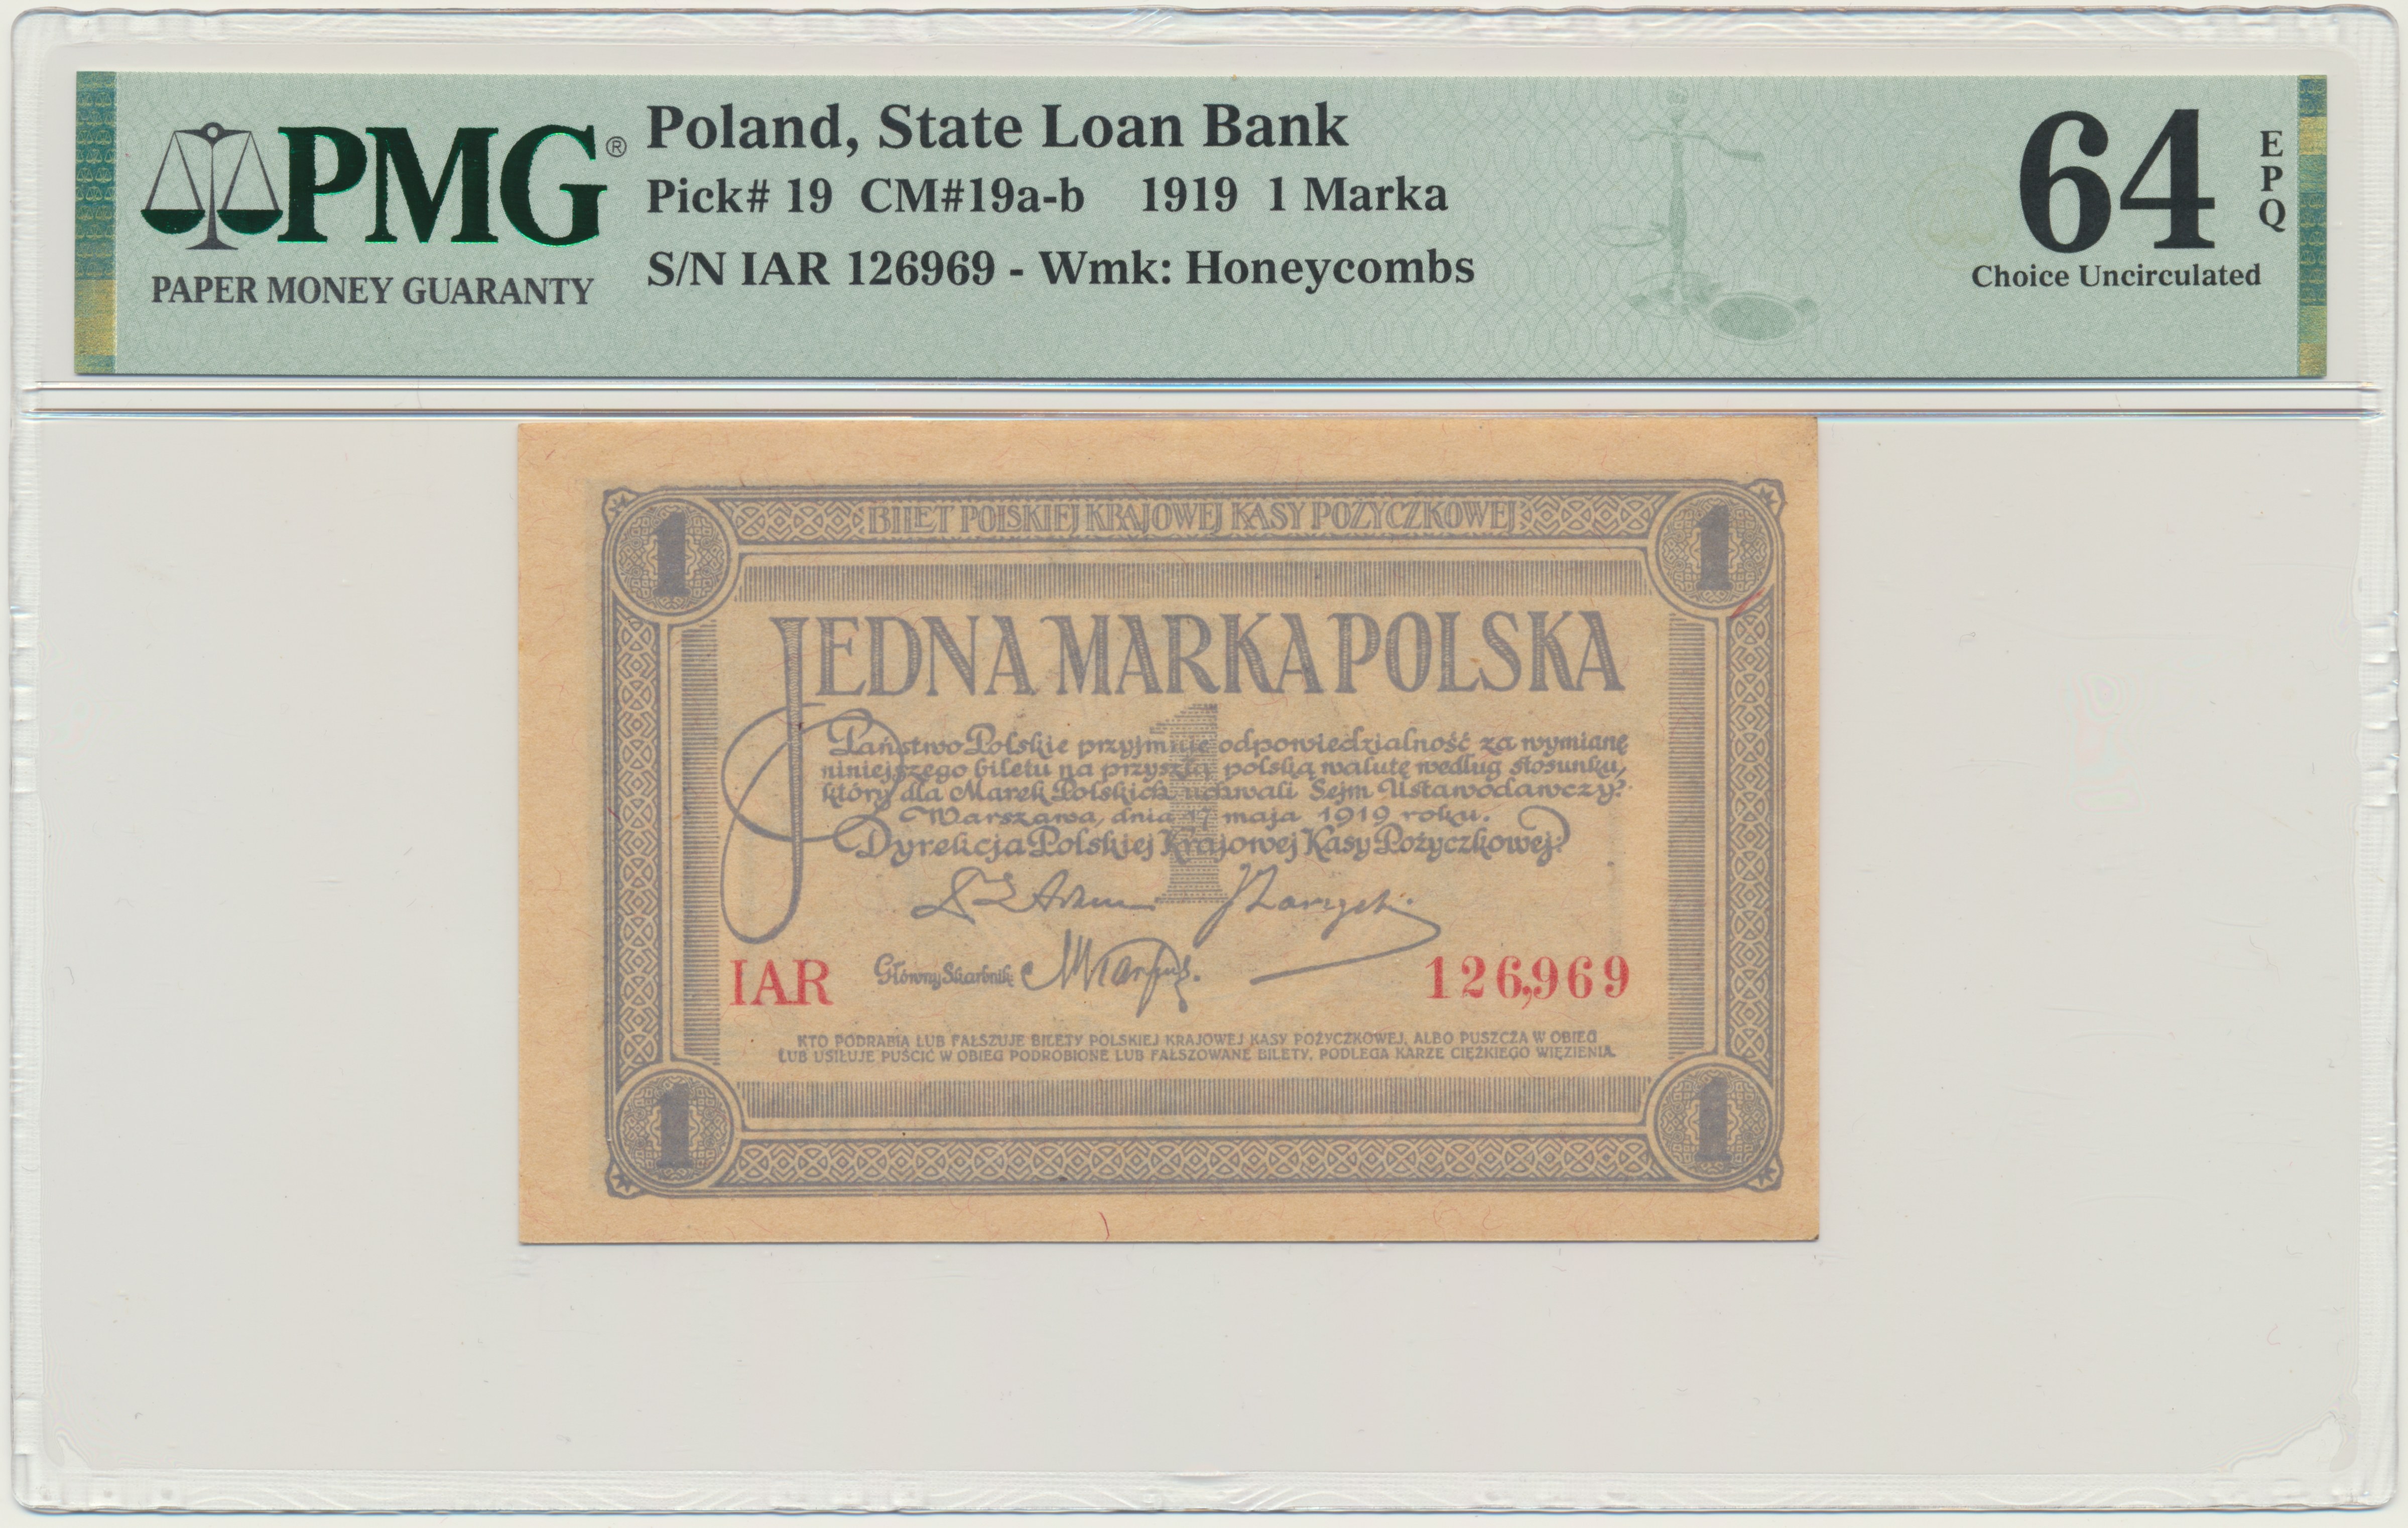 PMG®
PAPER MONEY GUARANTY
Poland, State Loan Bank
Pick# 19 CM#19a-b 1919 1 Marka
S/N IAR 126969 - Wmk: Honeycombs
64
EPQ
Choice Uncirculated
BILET POLSKIEJ KRAJOWEJ KASY POŻYCZKOWEJ
1 1
JEDNA MARKA POLSKA
1
Państwo Polskie przyjmuje odpowiedzialność za wymianę
niniejszego biletu na przyszłą polską walutę według stosunku,
który dla Marek Polskich uchwali Sejm Ustawodawczy.
Warszawa, dnia 17 maja 1919 roku.
Dyrekcja Polskiej Krajowej Kasy Pożyczkowej:
IAR Główny Skarbnik: 126,969
KTO PODRABIA LUB FAŁSZUJE BILETY POLSKIEJ KRAJOWEJ KASY POŻYCZKOWEJ, ALBO PUSZCZA W OBIEG
LUB USIŁUJE PUŚCIĆ W OBIEG PODROBIONE LUB FAŁSZOWANE BILETY, PODLEGA KARZE CIĘŻKIEGO WIĘZIENIA.
1 1